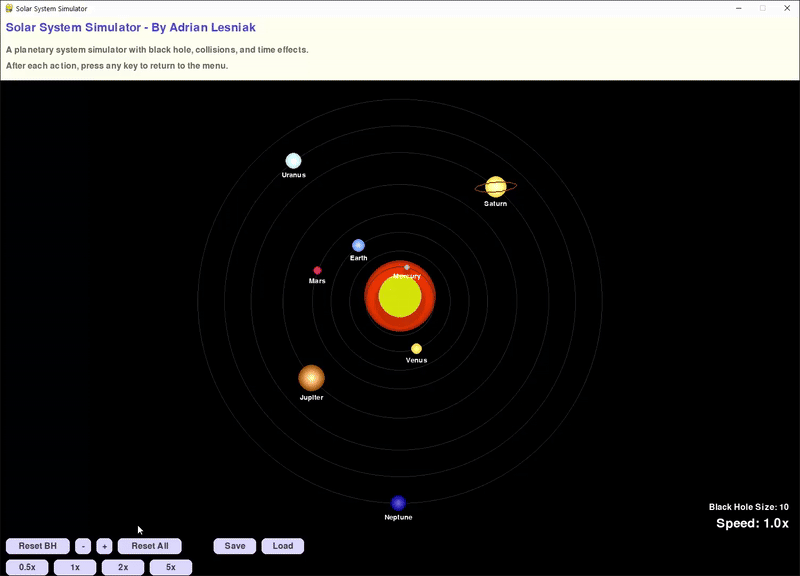 Solar System Simulator
Solar System Simulator - By Adrian Lesniak
A planetary system simulator with black hole, collisions, and time effects.
After each action, press any key to return to the menu.
Uranus
Saturn
Earth
Mercury
Mars
Venus
Jupiter
Black Hole Size: 10
Neptune
Speed: 1.0x
Reset BH - + Reset All Save Load
0.5x 1x 2x 5x